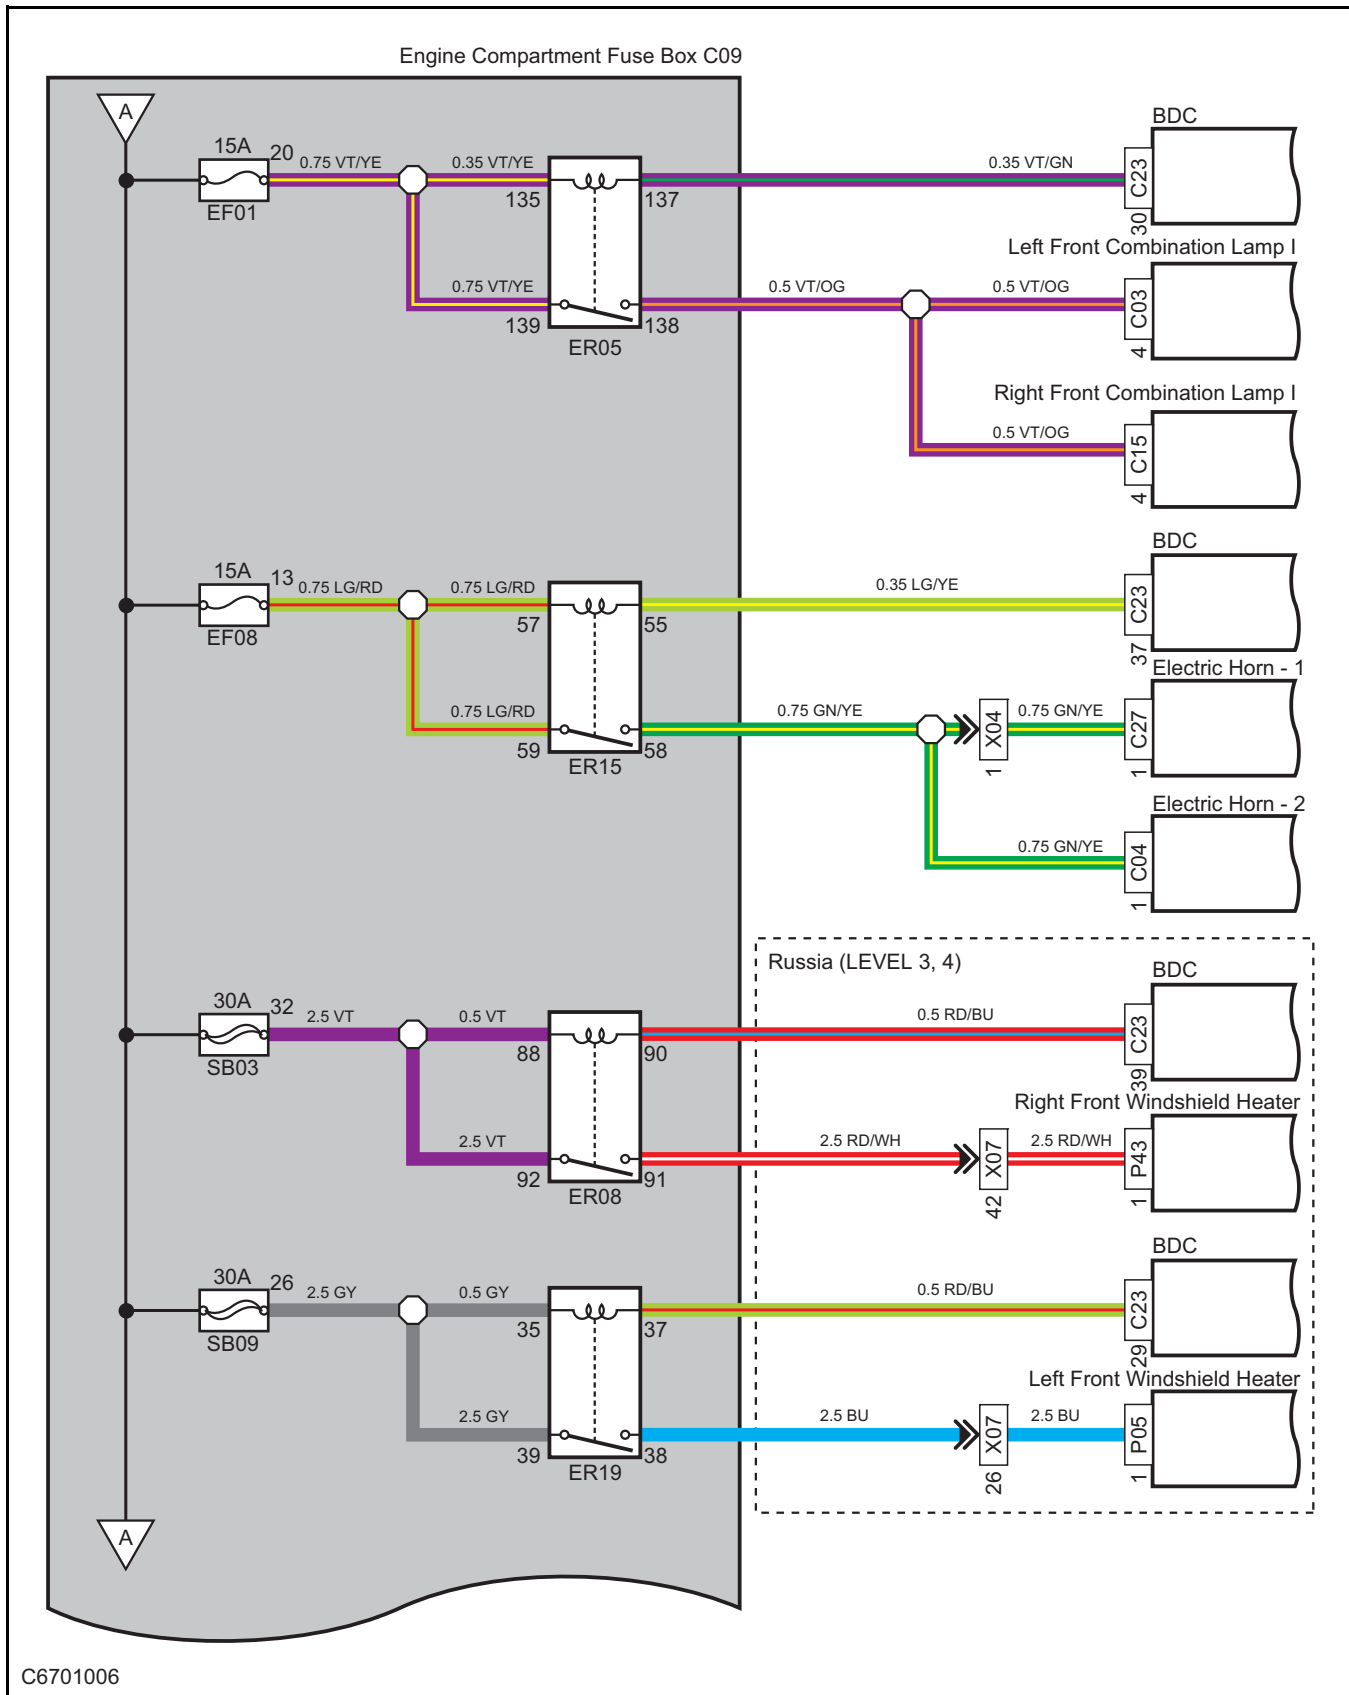 Engine Compartment Fuse Box C09
A
BDC
15A
20
0.75 VT/YE
0.35 VT/YE
0.35 VT/GN
C23
EF01
135
137
30
Left Front Combination Lamp I
0.75 VT/YE
0.5 VT/OG
0.5 VT/OG
C03
139
138
4
ER05
Right Front Combination Lamp I
0.5 VT/OG
C15
4
BDC
15A
13
0.75 LG/RD
0.75 LG/RD
0.35 LG/YE
C23
EF08
57
55
37
Electric Horn - 1
0.75 LG/RD
0.75 GN/YE
X04
0.75 GN/YE
C27
59
58
1
1
ER15
Electric Horn - 2
0.75 GN/YE
C04
1
Russia (LEVEL 3, 4)
BDC
30A
32
2.5 VT
0.5 VT
0.5 RD/BU
C23
SB03
88
90
39
Right Front Windshield Heater
2.5 VT
2.5 RD/WH
X07
2.5 RD/WH
P43
92
91
42
1
ER08
BDC
30A
26
2.5 GY
0.5 GY
0.5 RD/BU
C23
SB09
35
37
29
Left Front Windshield Heater
2.5 GY
2.5 BU
X07
2.5 BU
P05
39
38
26
1
ER19
A
C6701006